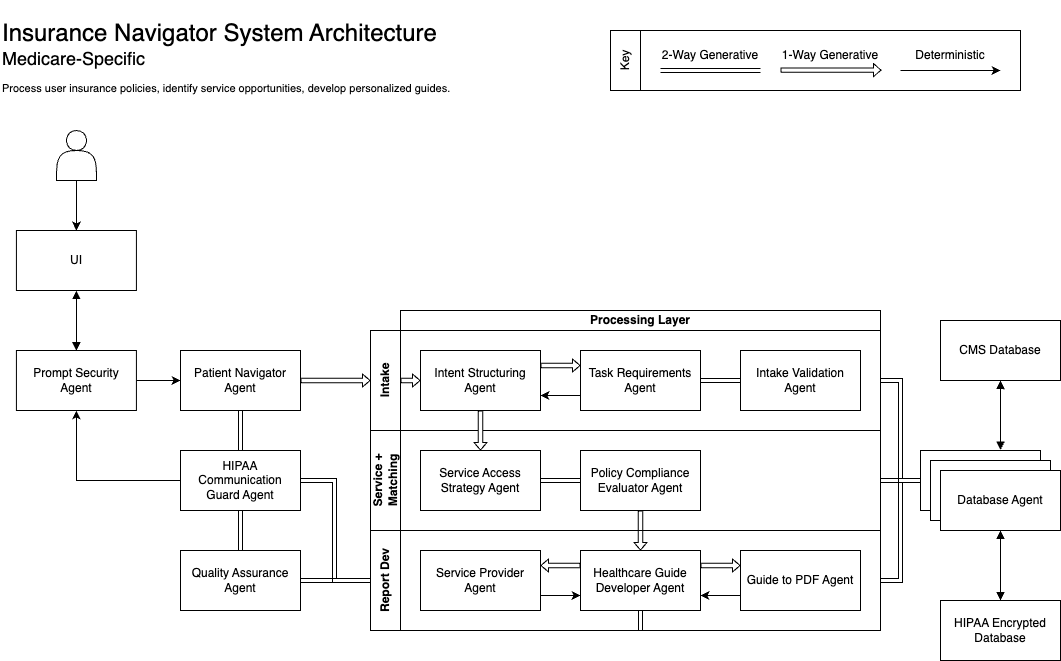 Insurance Navigator System Architecture
Medicare-Specific
Process user insurance policies, identify service opportunities, develop personalized guides.
Key
2-Way Generative
1-Way Generative
Deterministic
UI
Processing Layer
Prompt Security
Agent
Patient Navigator
Agent
Intake
Intent Structuring
Agent
Task Requirements
Agent
Intake Validation
Agent
CMS Database
HIPAA
Communication
Guard Agent
Service +
Matching
Service Access
Strategy Agent
Policy Compliance
Evaluator Agent
Database Agent
Quality Assurance
Agent
Report Dev
Service Provider
Agent
Healthcare Guide
Developer Agent
Guide to PDF Agent
HIPAA Encrypted
Database